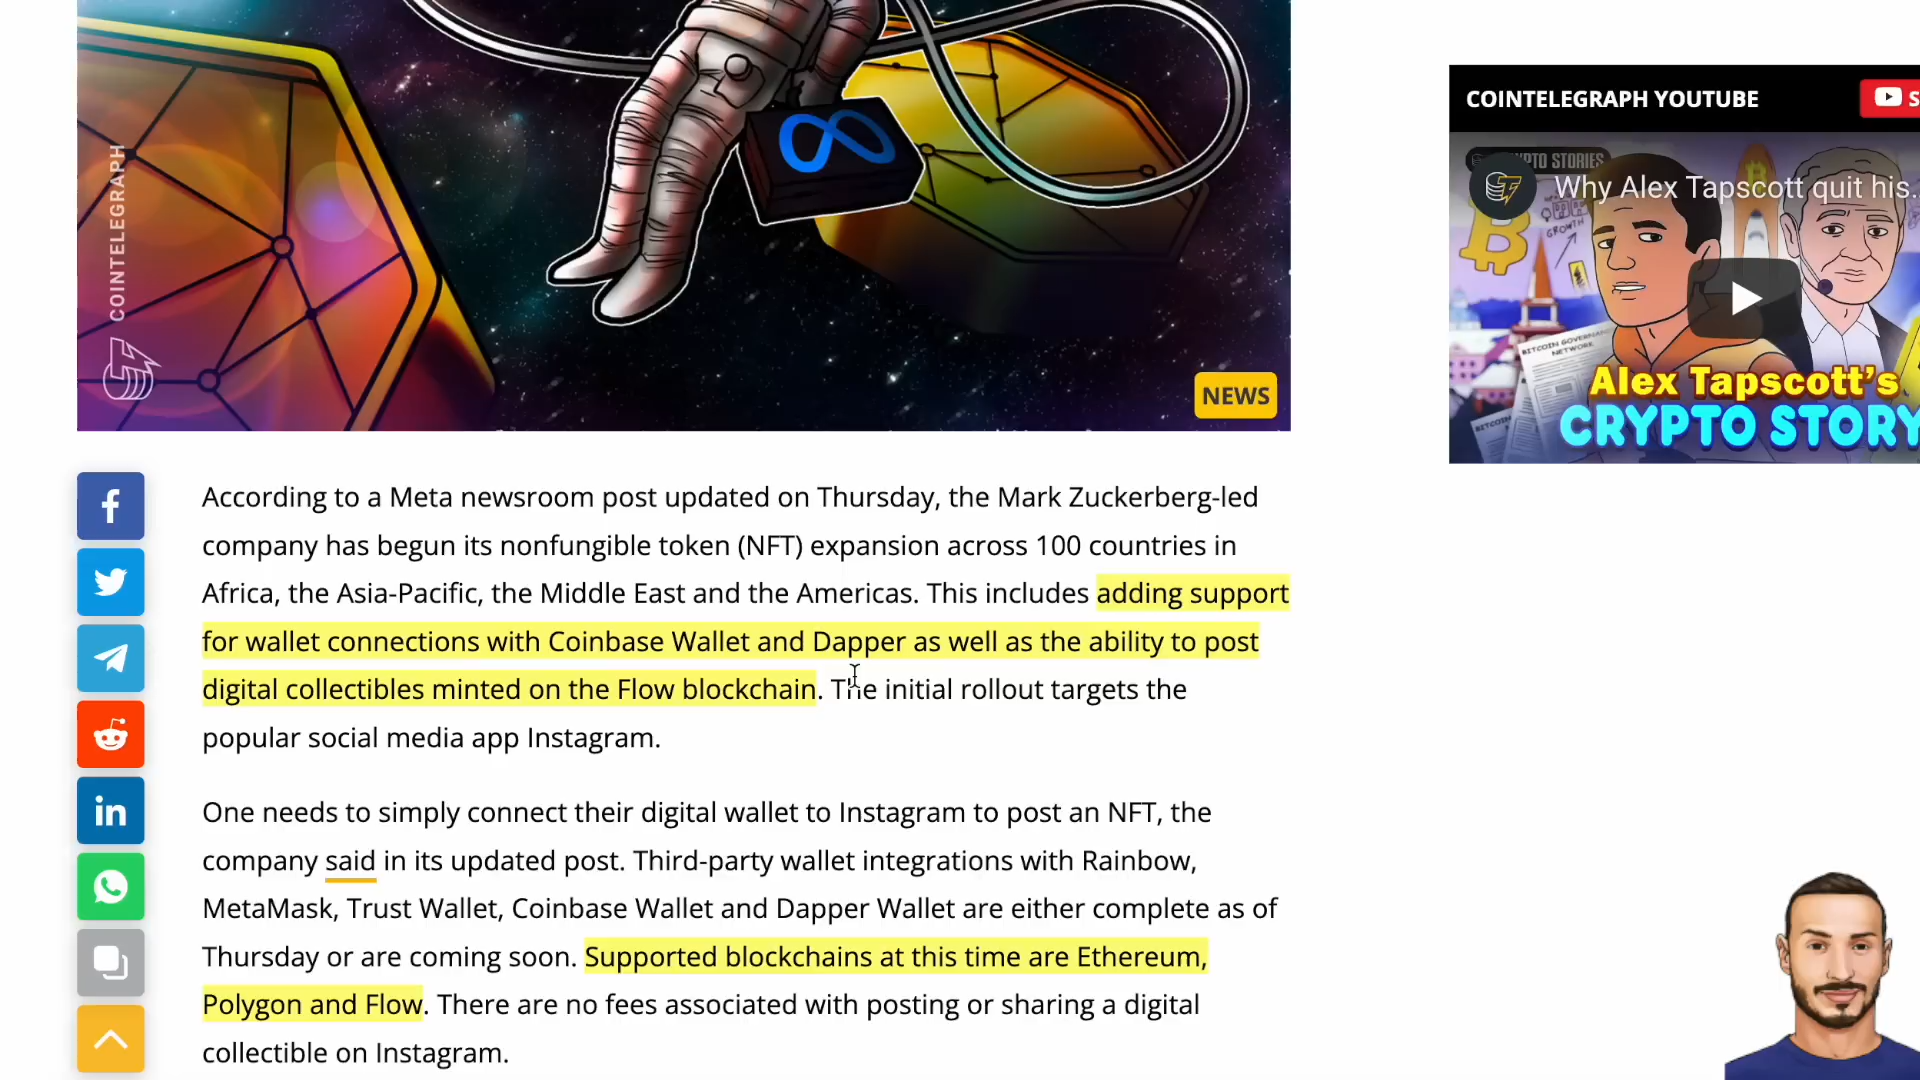 COINTELEGRAPH
NEWS
COINTELEGRAPH YOUTUBE
CRYPTO STORIES
Why Alex Tapscott quit his...
GROWTH
BITCOIN GOVERNANCE
NETWORK
Alex Tapscott's
CRYPTO STORY
According to a Meta newsroom post updated on Thursday, the Mark Zuckerberg-led
company has begun its nonfungible token (NFT) expansion across 100 countries in
Africa, the Asia-Pacific, the Middle East and the Americas. This includes adding support
for wallet connections with Coinbase Wallet and Dapper as well as the ability to post
digital collectibles minted on the Flow blockchain. The initial rollout targets the
popular social media app Instagram.
One needs to simply connect their digital wallet to Instagram to post an NFT, the
company said in its updated post. Third-party wallet integrations with Rainbow,
MetaMask, Trust Wallet, Coinbase Wallet and Dapper Wallet are either complete as of
Thursday or are coming soon. Supported blockchains at this time are Ethereum,
Polygon and Flow. There are no fees associated with posting or sharing a digital
collectible on Instagram.